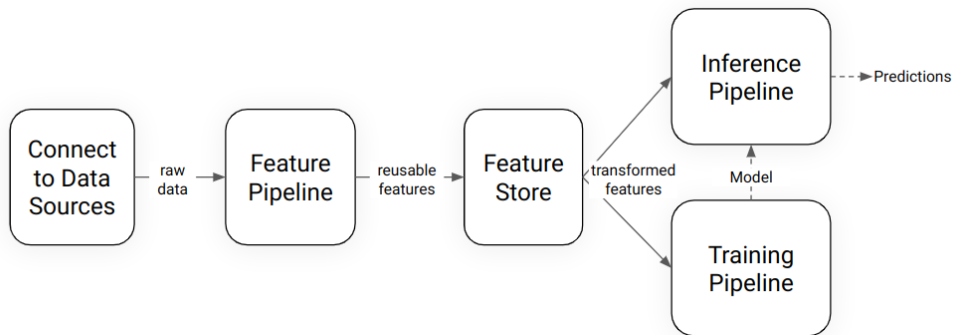 Connect
to Data
Sources
raw
data
Feature
Pipeline
reusable
features
Feature
Store
transformed
features
Inference
Pipeline
Predictions
Model
Training
Pipeline